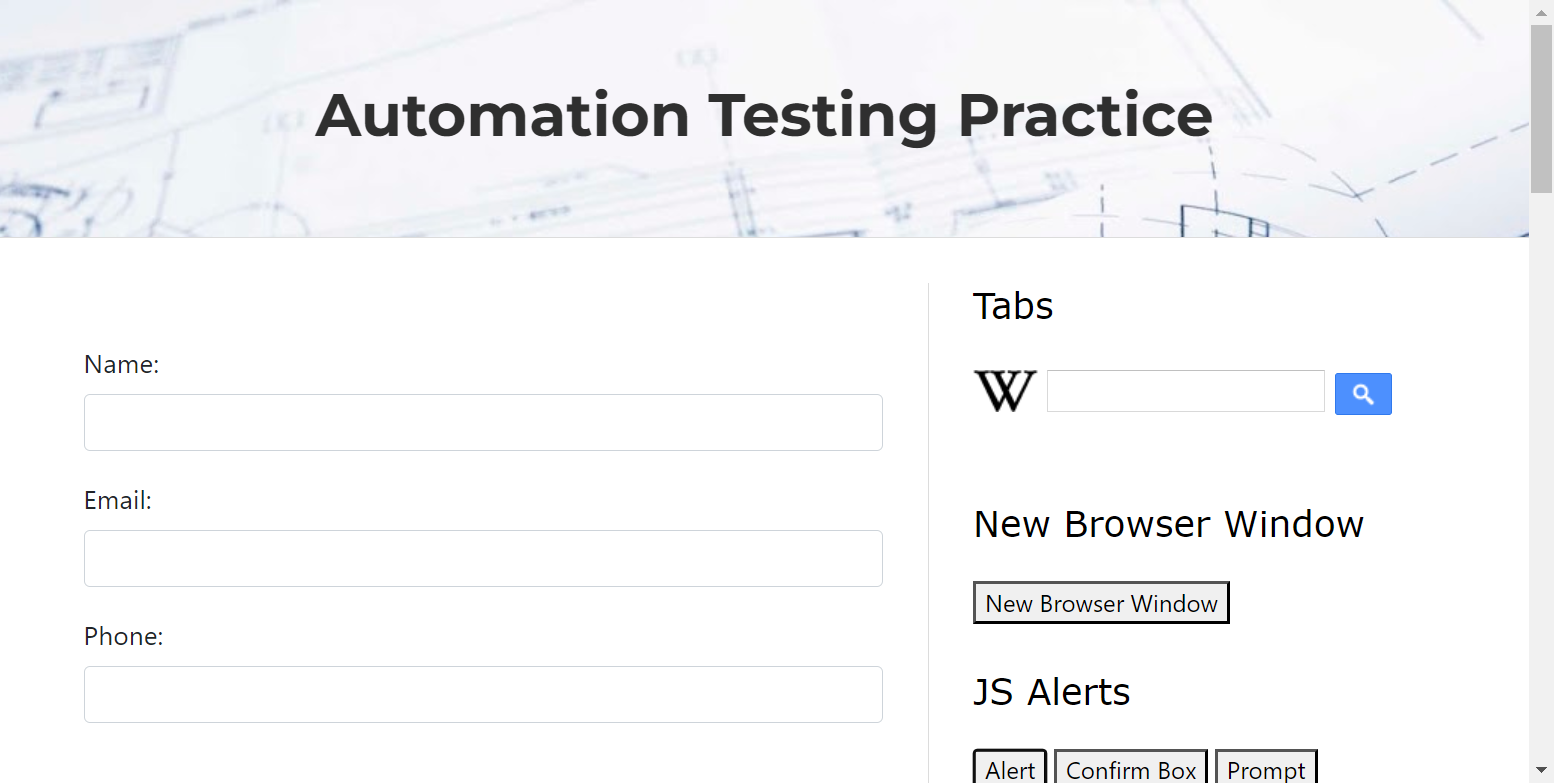 Automation Testing Practice
Name:
Email:
Phone:
Tabs
W
New Browser Window
New Browser Window
JS Alerts
Alert Confirm Box Prompt